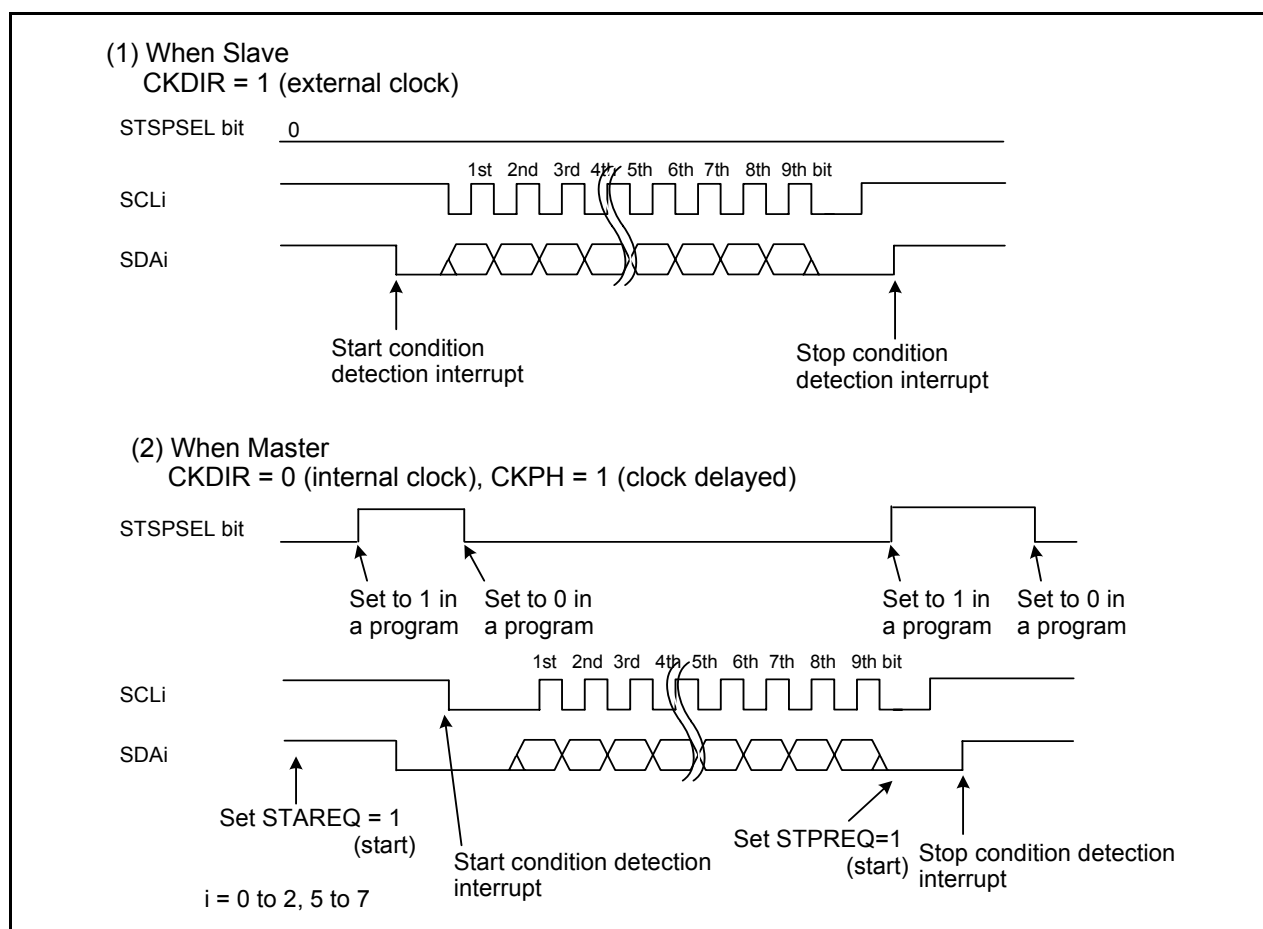 (1) When Slave
CKDIR = 1 (external clock)
STSPSEL bit
0
1st 2nd 3rd 4th 5th 6th 7th 8th 9th bit
SCLi
SDAi
Start condition
detection interrupt
Stop condition
detection interrupt
(2) When Master
CKDIR = 0 (internal clock), CKPH = 1 (clock delayed)
STSPSEL bit
Set to 1 in
a program
Set to 0 in
a program
Set to 1 in
a program
Set to 0 in
a program
1st 2nd 3rd 4th 5th 6th 7th 8th 9th bit
SCLi
SDAi
Set STAREQ = 1
(start)
Start condition detection
interrupt
Set STPREQ=1
(start)
Stop condition detection
interrupt
i = 0 to 2, 5 to 7